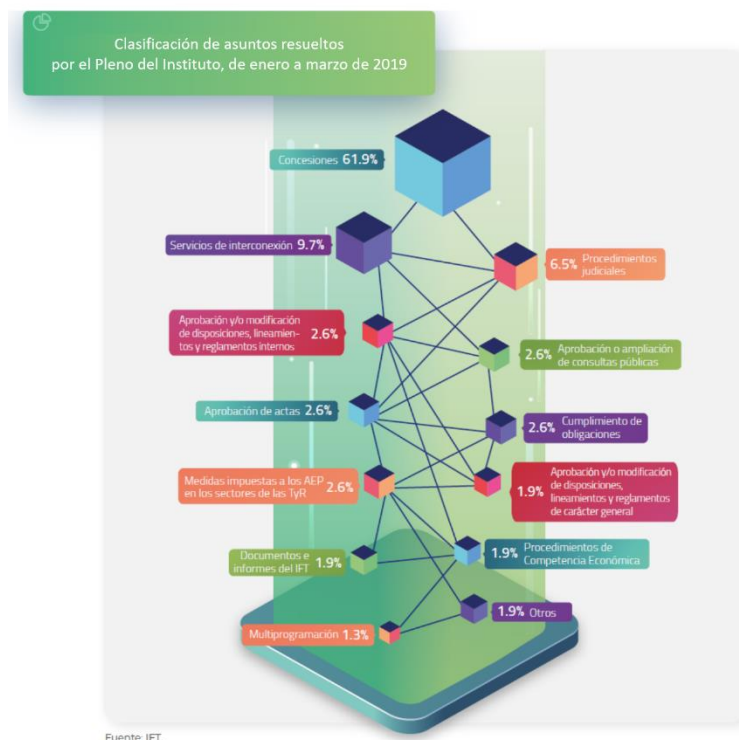 Clasificación de asuntos resueltos
por el Pleno del Instituto, de enero a marzo de 2019
Concesiones 61.9%
Servicios de interconexión 9.7%
6.5% Procedimientos
judiciales
Aprobación y/o modificación
de disposiciones, lineamien-
tos y reglamentos internos 2.6%
2.6% Aprobación o ampliación
de consultas públicas
Aprobación de actas 2.6%
2.6% Cumplimiento de
obligaciones
Medidas impuestas a los AEP
en los sectores de las TyR 2.6%
1.9% Aprobación y/o modificación
de disposiciones,
lineamientos y reglamentos
de carácter general
Documentos e
informes del IFT 1.9%
1.9% Procedimientos de
Competencia Económica
1.9% Otros
Multiprogramación 1.3%
Fuente: IFT